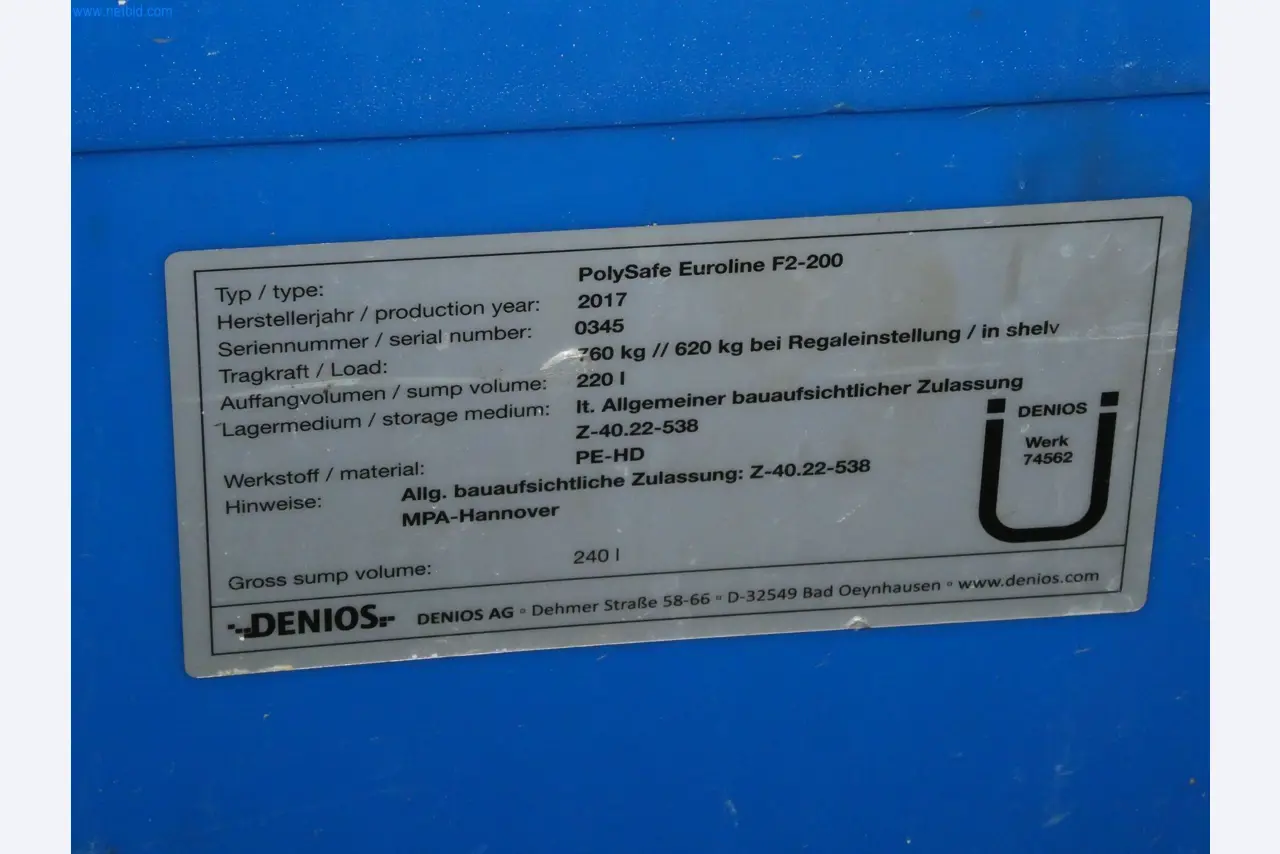 www.netbid.com
Typ / type: PolySafe Euroline F2-200
Herstellerjahr / production year: 2017
Seriennummer / serial number: 0345
Tragkraft / Load: 760 kg // 620 kg bei Regaleinstellung / in shelv
Auffangvolumen / sump volume: 220 l
Lagermedium / storage medium: lt. Allgemeiner bauaufsichtlicher Zulassung
Z-40.22-538
Werkstoff / material: PE-HD
Hinweise: Allg. bauaufsichtliche Zulassung: Z-40.22-538
MPA-Hannover
Ü
DENIOS
Werk
74562
Gross sump volume: 240 l
DENIOS DENIOS AG ▫ Dehmer Straße 58-66 ▫ D-32549 Bad Oeynhausen ▫ www.denios.com